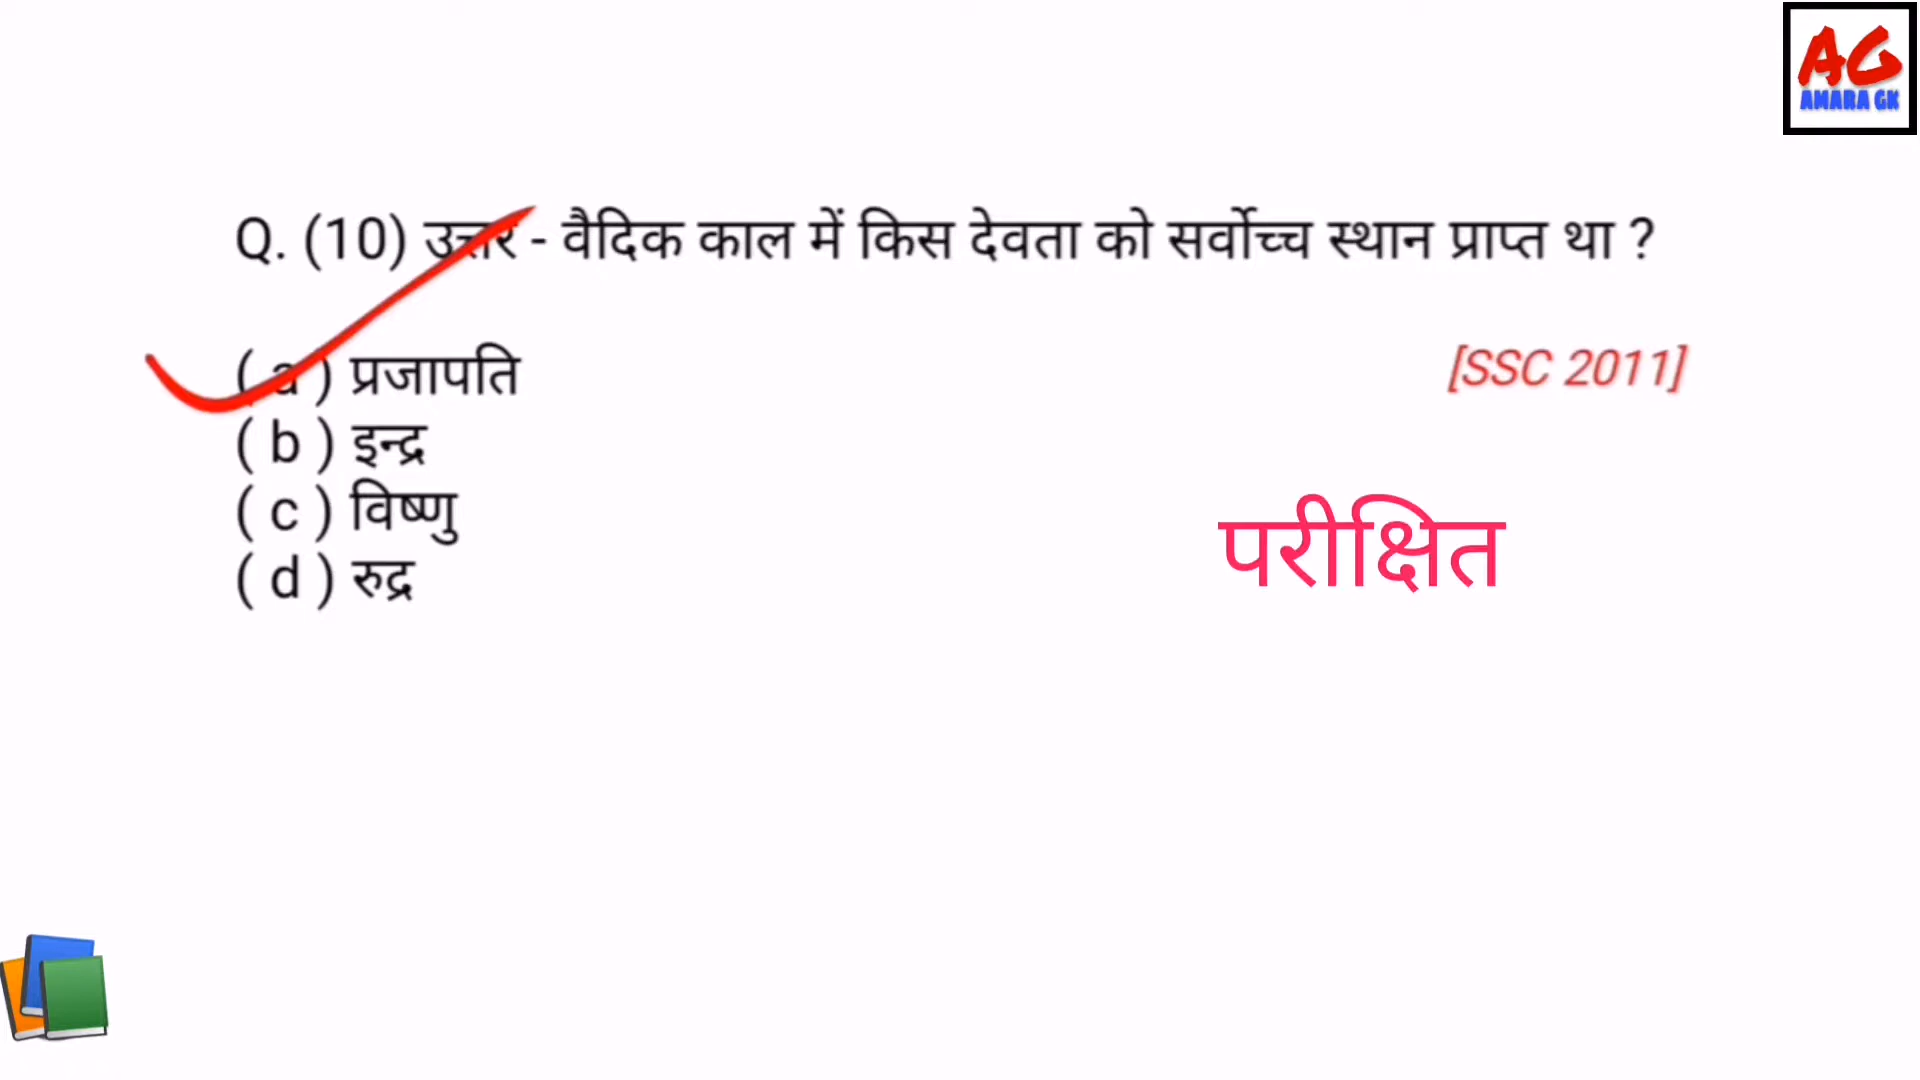 AG
AMARA GK
Q. (10) उत्तर - वैदिक काल में किस देवता को सर्वोच्च स्थान प्राप्त था ?
( a ) प्रजापति
[SSC 2011]
( b ) इन्द्र
( c ) विष्णु
( d ) रुद्र
परीक्षित